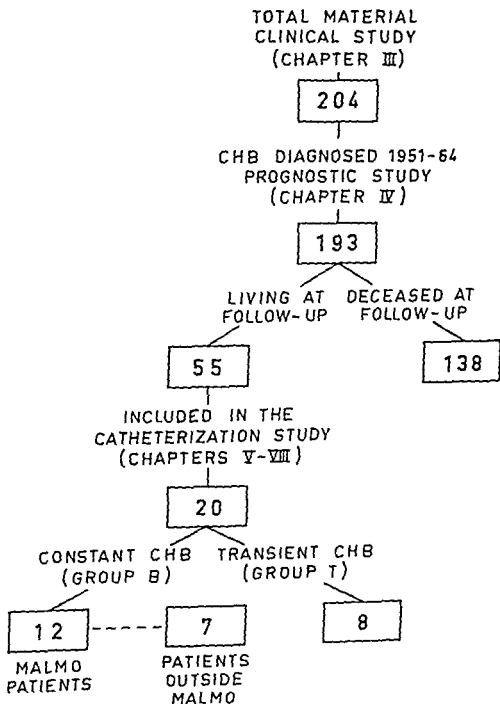 TOTAL MATERIAL
CLINICAL STUDY
(CHAPTER III)
204
CHB DIAGNOSED 1951-64
PROGNOSTIC STUDY
(CHAPTER IV)
193
LIVING AT
FOLLOW-UP
DECEASED AT
FOLLOW-UP
55
138
INCLUDED IN THE
CATHETERIZATION STUDY
(CHAPTERS V-VIII)
20
CONSTANT CHB
(GROUP B)
TRANSIENT CHB
(GROUP T)
12
7
8
MALMO
PATIENTS
PATIENTS
OUTSIDE
MALMO